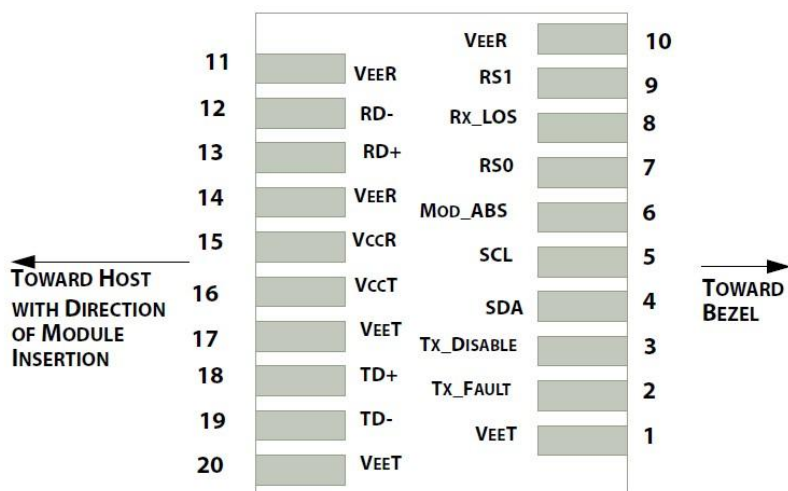 VEER 10
11 VEER
RS1 9
12 RD-
RX_LOS 8
13 RD+
RS0 7
14 VEER
MOD_ABS 6
15 VCCR
SCL 5
TOWARD HOST
WITH DIRECTION
OF MODULE
INSERTION
TOWARD
BEZEL
16 VCCT
SDA 4
17 VEET
TX_DISABLE 3
18 TD+
TX_FAULT 2
19 TD-
VEET 1
20 VEET